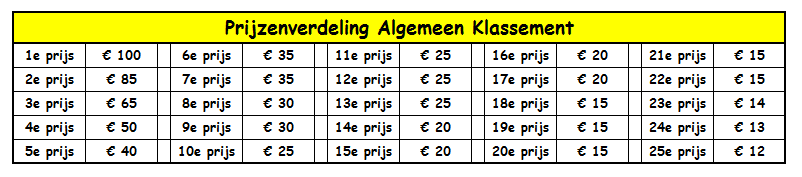 Prijzenverdeling Algemeen Klassement
1e prijs € 100 6e prijs € 35 11e prijs € 25 16e prijs € 20 21e prijs € 15
2e prijs € 85 7e prijs € 35 12e prijs € 25 17e prijs € 20 22e prijs € 15
3e prijs € 65 8e prijs € 30 13e prijs € 25 18e prijs € 15 23e prijs € 14
4e prijs € 50 9e prijs € 30 14e prijs € 20 19e prijs € 15 24e prijs € 13
5e prijs € 40 10e prijs € 25 15e prijs € 20 20e prijs € 15 25e prijs € 12